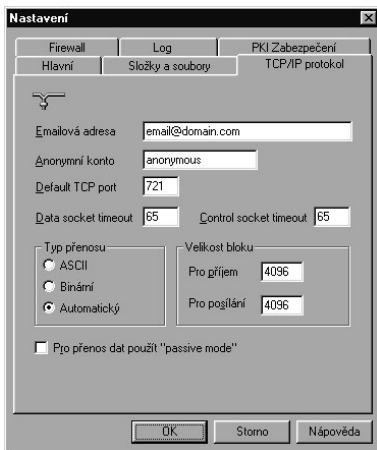 Nastavení
Firewall Log PKI Zabezpečení
Hlavní Složky a soubory TCP/IP protokol
Emailová adresa email@domain.com
Anonymní konto anonymous
Default TCP port 721
Data socket timeout 65 Control socket timeout 65
Typ přenosu Velikost bloku
ASCII
Pro příjem 4096
Binární
Pro posílání 4096
Automatický
Pro přenos dat použít "passive mode"
OK Storno Nápověda